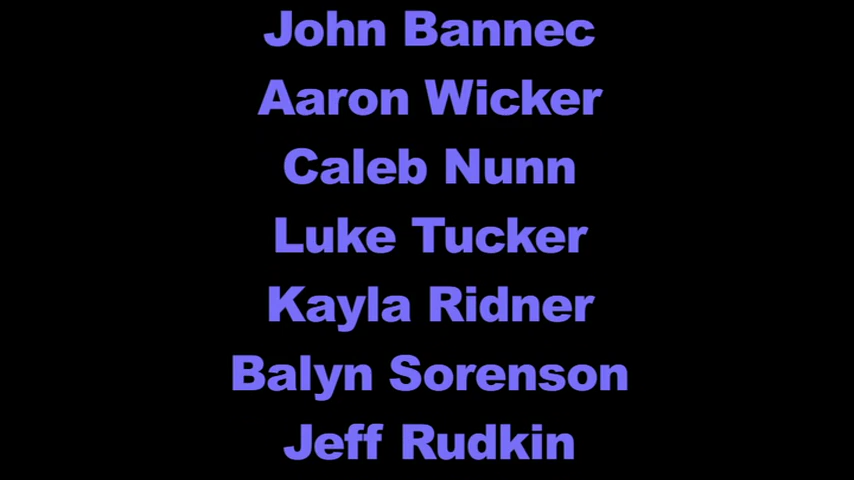 John Bannec
Aaron Wicker
Caleb Nunn
Luke Tucker
Kayla Ridner
Balyn Sorenson
Jeff Rudkin